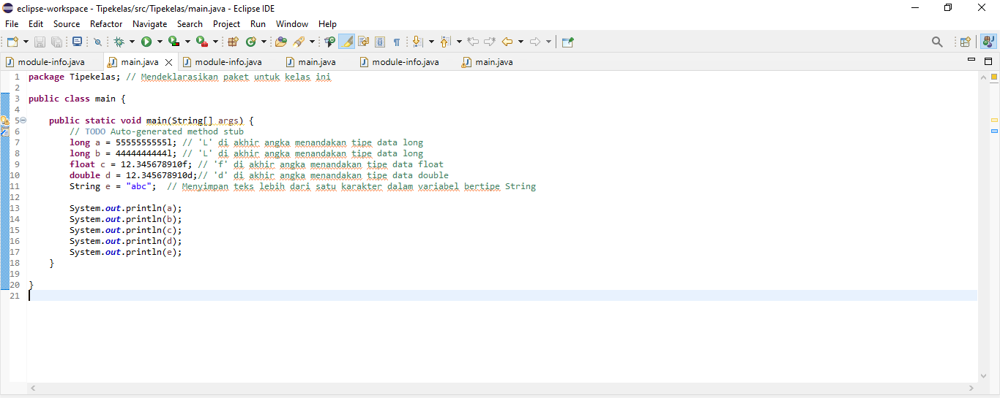 eclipse-workspace - Tipekelas/src/Tipekelas/main.java - Eclipse IDE
File Edit Source Refactor Navigate Search Project Run Window Help
module-info.java main.java module-info.java main.java module-info.java main.java
1 package Tipekelas; // Mendeklarasikan paket untuk kelas ini
2
3 public class main {
4
5 public static void main(String[] args) {
6 // TODO Auto-generated method stub
7 long a = 5555555555l; // 'L' di akhir angka menandakan tipe data long
8 long b = 4444444444l; // 'L' di akhir angka menandakan tipe data long
9 float c = 12.345678910f; // 'f' di akhir angka menandakan tipe data float
10 double d = 12.345678910d;// 'd' di akhir angka menandakan tipe data double
11 String e = "abc"; // Menyimpan teks lebih dari satu karakter dalam variabel bertipe String
12
13 System.out.println(a);
14 System.out.println(b);
15 System.out.println(c);
16 System.out.println(d);
17 System.out.println(e);
18 }
19
20 }
21